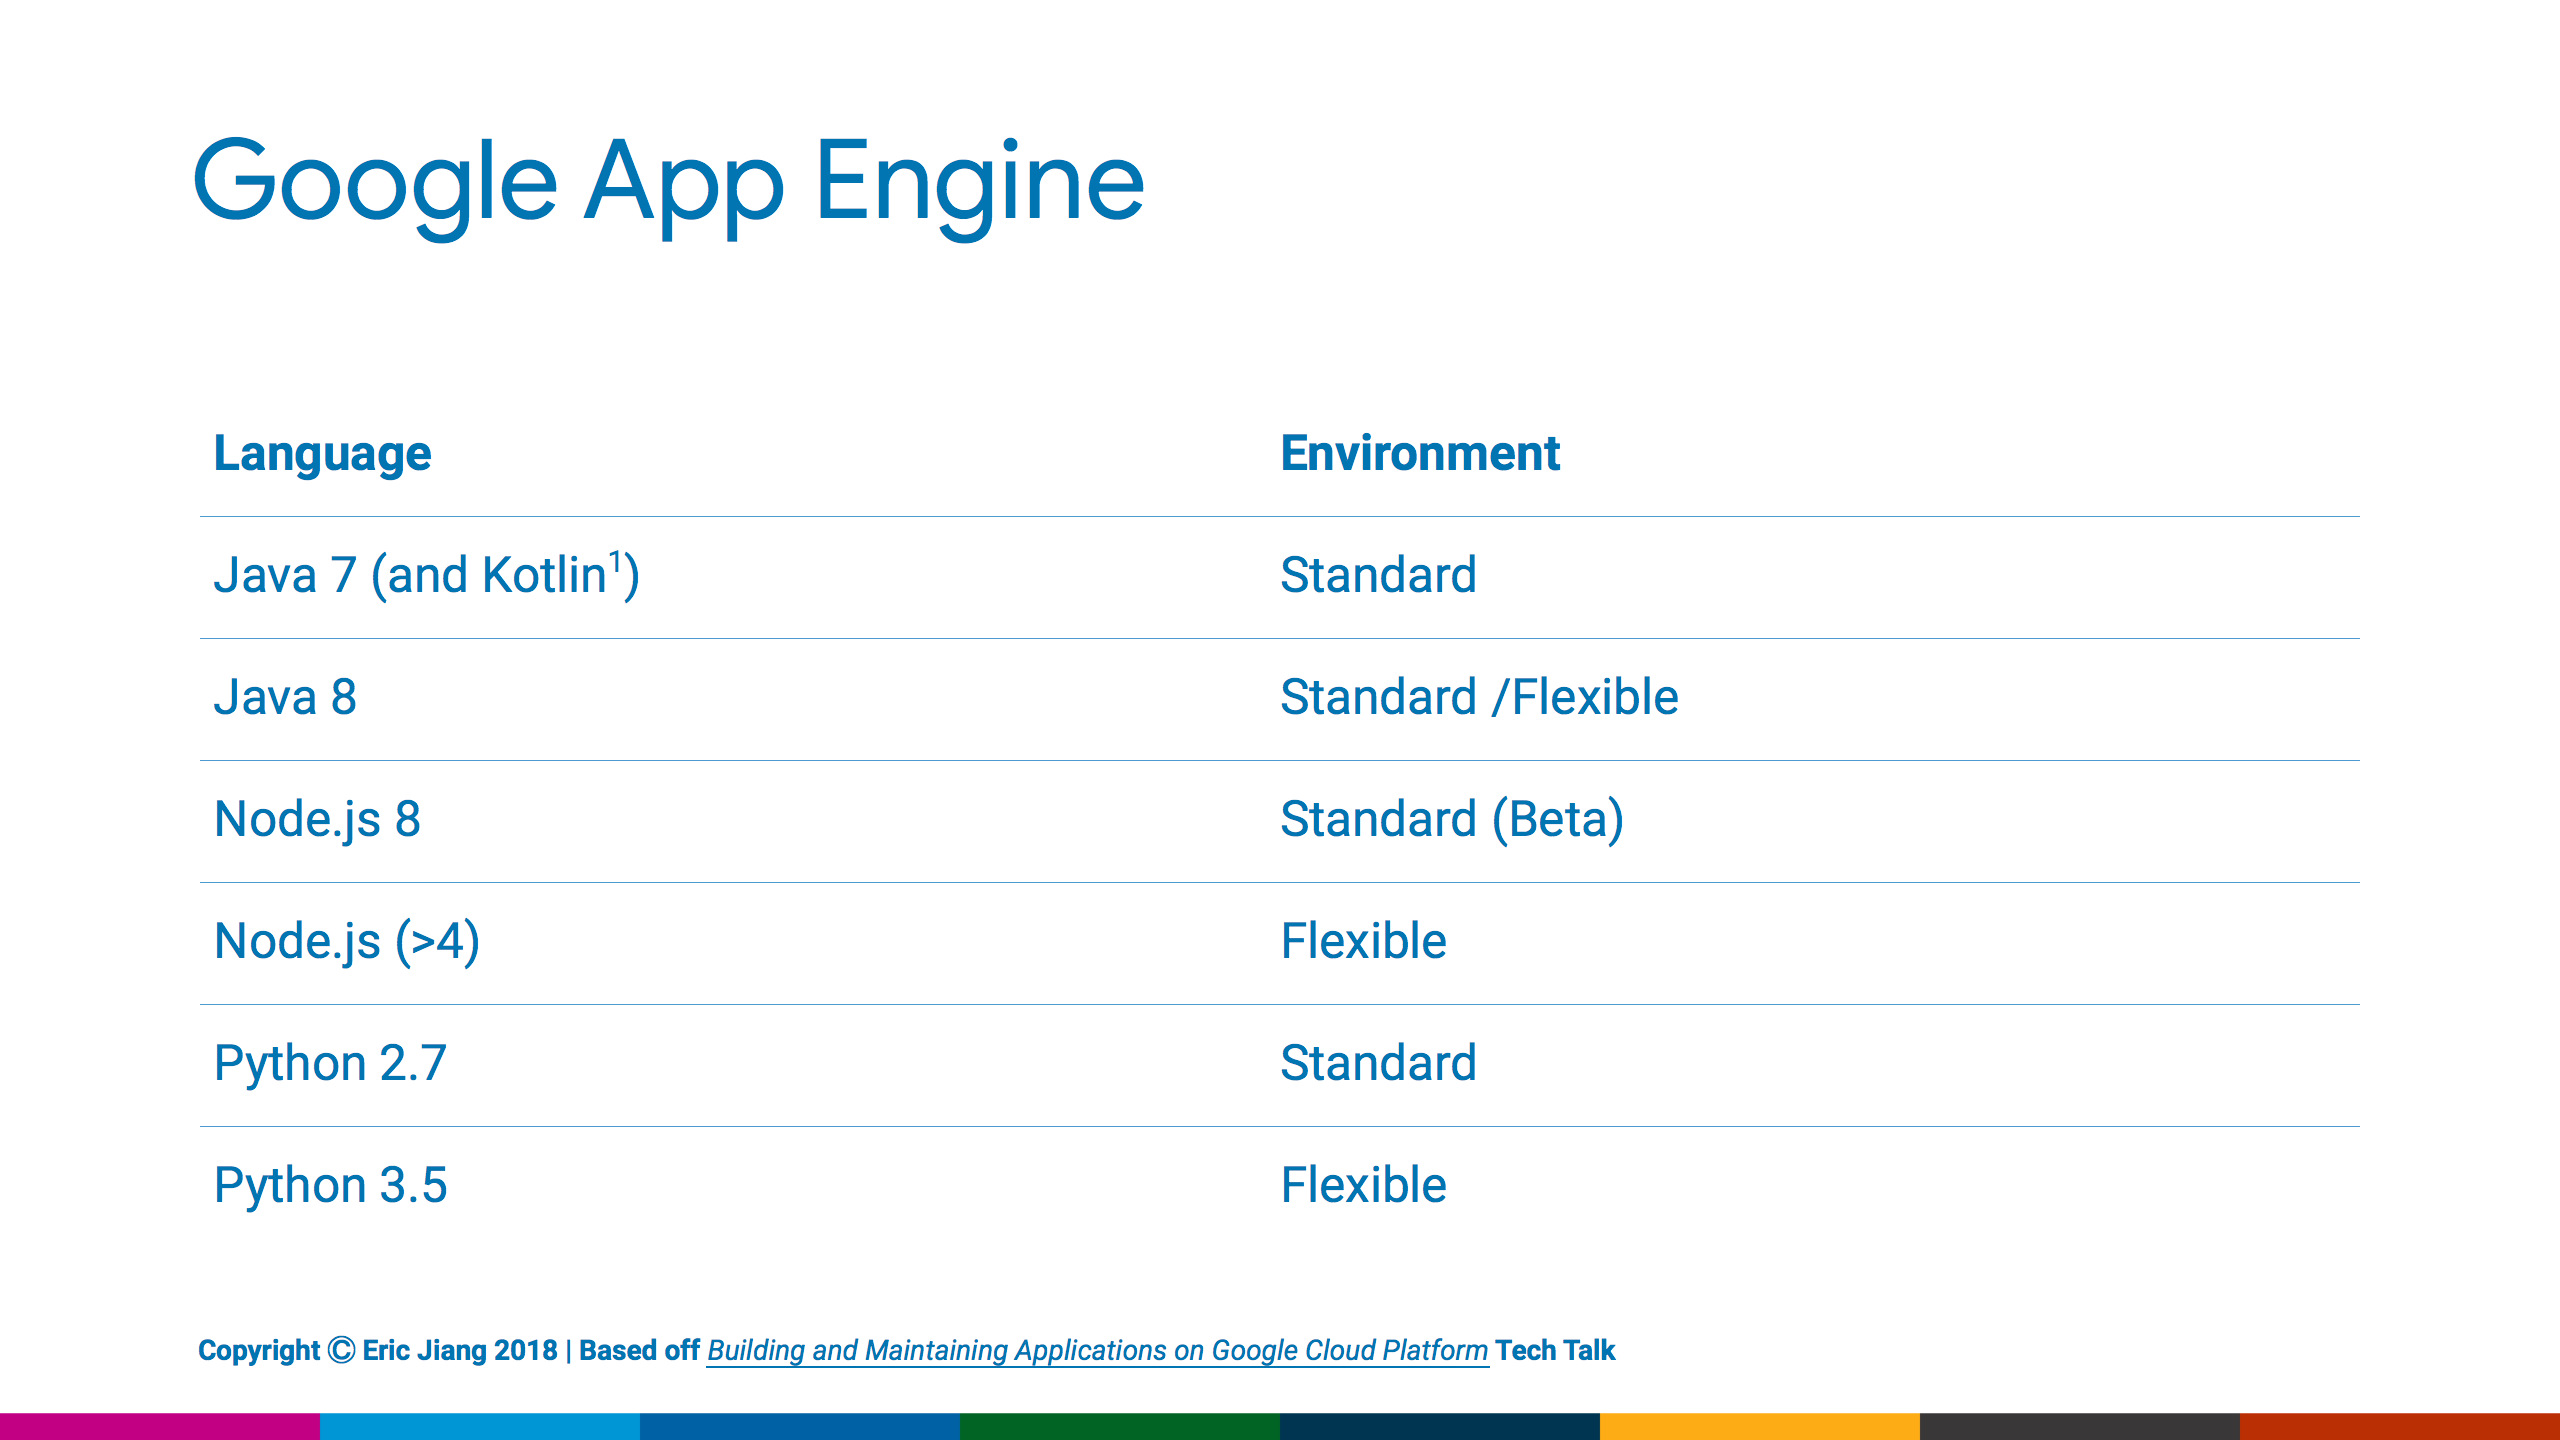 Google App Engine
Language Environment
Java 7 (and Kotlin¹) Standard
Java 8 Standard /Flexible
Node.js 8 Standard (Beta)
Node.js (>4) Flexible
Python 2.7 Standard
Python 3.5 Flexible
Copyright © Eric Jiang 2018 | Based off Building and Maintaining Applications on Google Cloud Platform Tech Talk